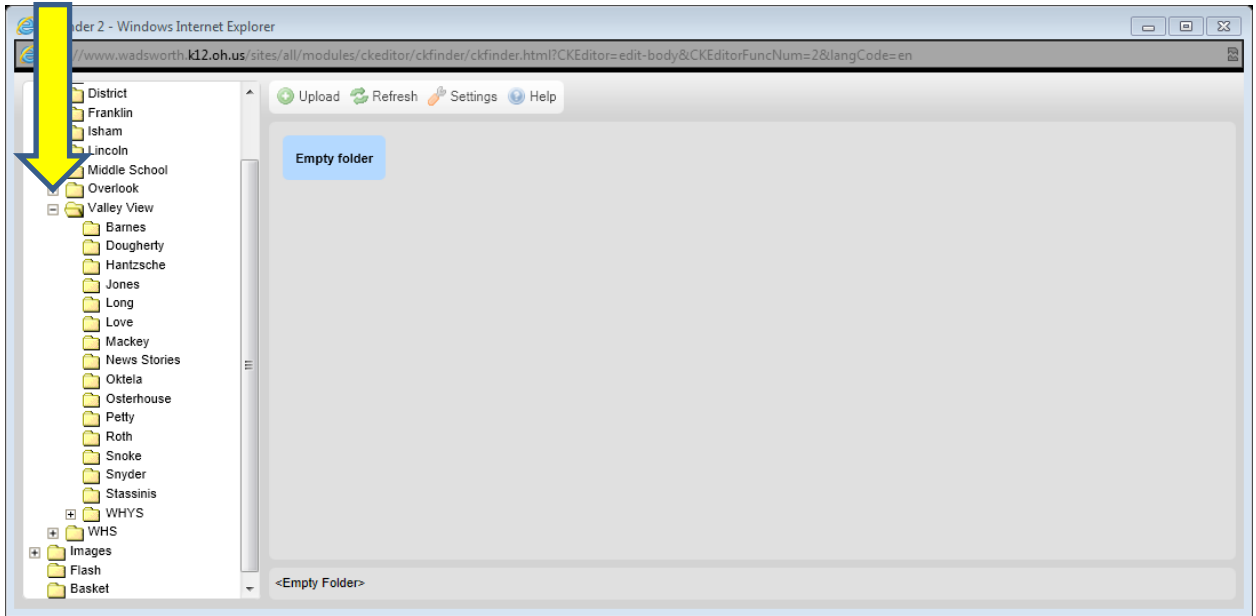 nder 2 - Windows Internet Explorer
//www.wadsworth.k12.oh.us/sites/all/modules/ckeditor/ckfinder/ckfinder.html?CKEditor=edit-body&CKEditorFuncNum=2&langCode=en
Upload Refresh Settings Help
District
Franklin
Isham
Lincoln
Middle School
Overlook
Valley View
Barnes
Dougherty
Hantzsche
Jones
Long
Love
Mackey
News Stories
Oktela
Osterhouse
Petty
Roth
Snoke
Snyder
Stassinis
WHYS
WHS
Images
Flash
Basket
Empty folder
<Empty Folder>